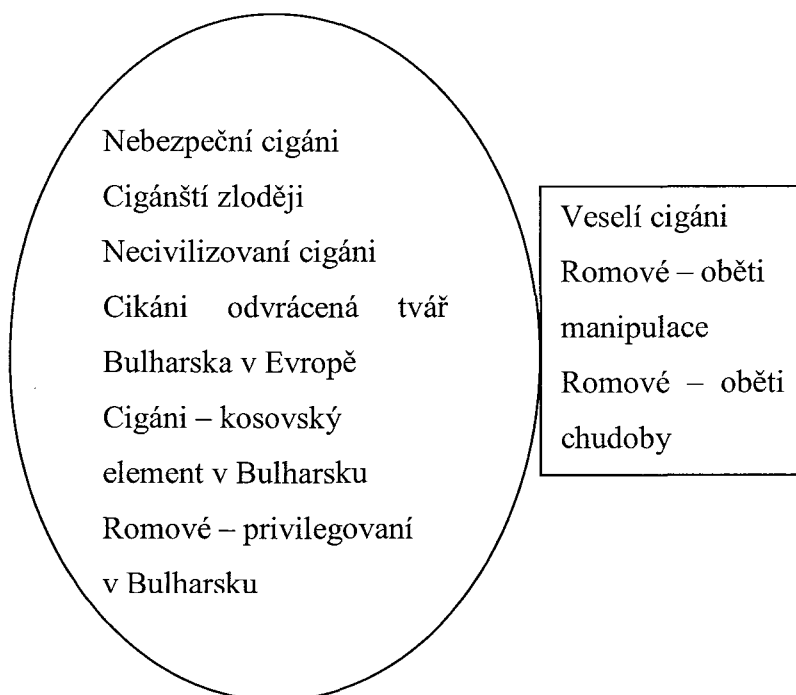 Nebezpeční cigáni
Cigánští zloději
Necivilizovaní cigáni
Cikáni odvrácená tvář
Bulharska v Evropě
Cigáni – kosovský
element v Bulharsku
Romové – privilegovaní
v Bulharsku
Veselí cigáni
Romové – oběti
manipulace
Romové – oběti
chudoby